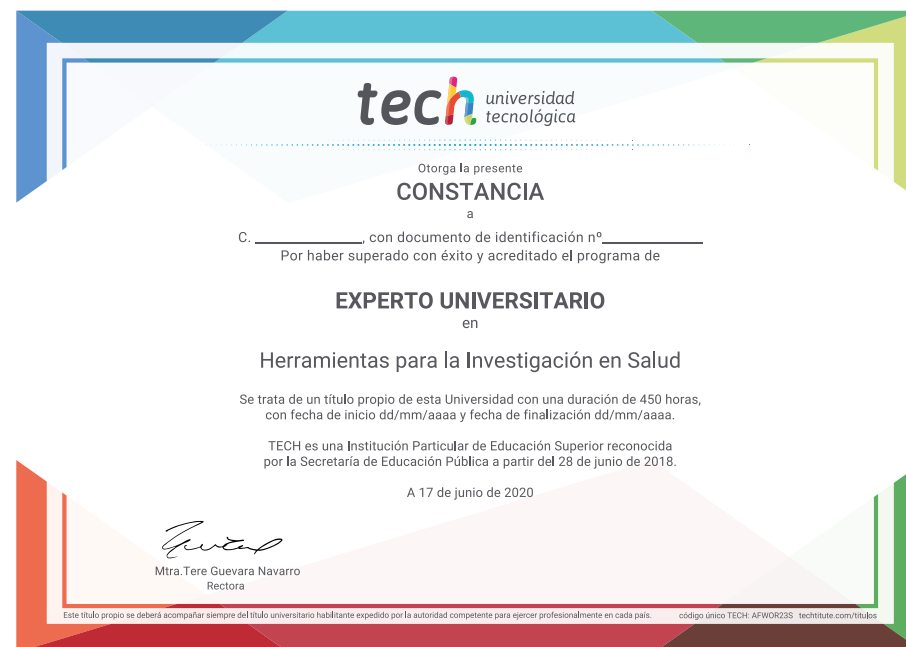 tech universidad
tecnológica
Otorga la presente
CONSTANCIA
a
C. ______________, con documento de identificación nº_____________
Por haber superado con éxito y acreditado el programa de
EXPERTO UNIVERSITARIO
en
Herramientas para la Investigación en Salud
Se trata de un título propio de esta Universidad con una duración de 450 horas,
con fecha de inicio dd/mm/aaaa y fecha de finalización dd/mm/aaaa.
TECH es una Institución Particular de Educación Superior reconocida
por la Secretaría de Educación Pública a partir del 28 de junio de 2018.
A 17 de junio de 2020
Mtra.Tere Guevara Navarro
Rectora
Este título propio se deberá acompañar siempre del título universitario habilitante expedido por la autoridad competente para ejercer profesionalmente en cada país. código único TECH: AFWOR23S techtitute.com/titulos